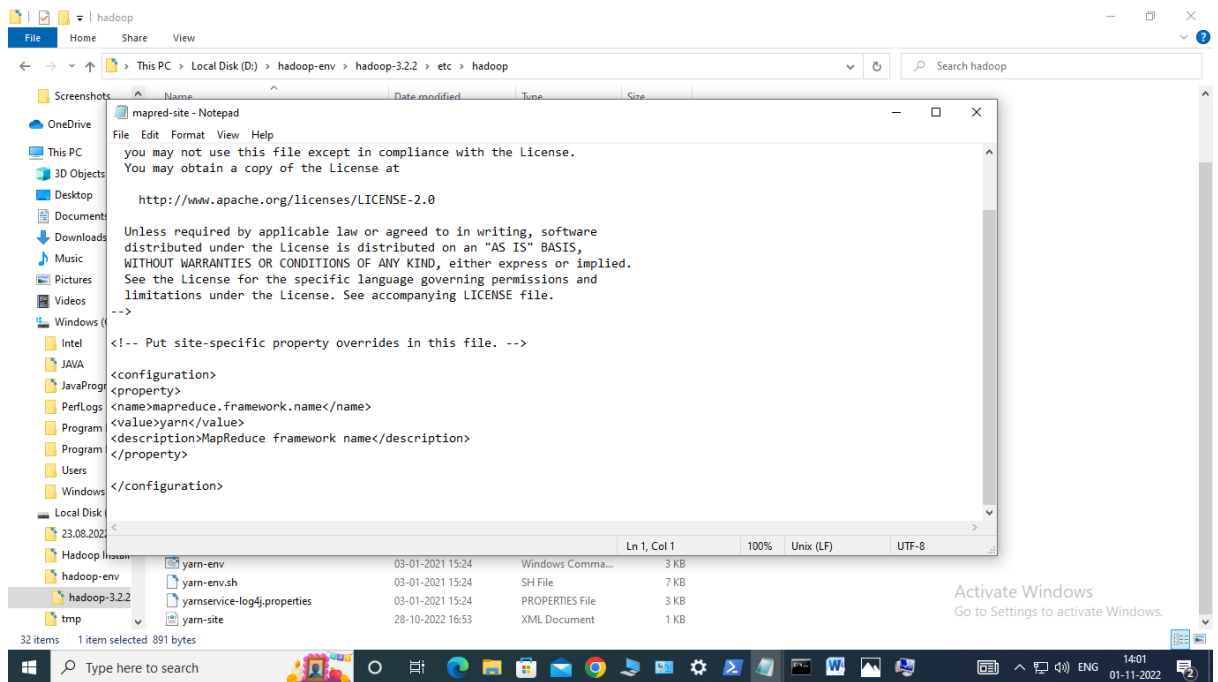 hadoop
File Home Share View
This PC > Local Disk (D:) > hadoop-env > hadoop-3.2.2 > etc > hadoop
Search hadoop
Screenshots
OneDrive
This PC
3D Objects
Desktop
Documents
Downloads
Music
Pictures
Videos
Windows (
Intel
JAVA
JavaProgr
PerfLogs
Program
Program
Users
Windows
Local Disk (
23.08.2022
Hadoop Install
hadoop-env
hadoop-3.2.2
tmp
Name Date modified Type Size
mapred-site - Notepad
File Edit Format View Help
you may not use this file except in compliance with the License.
You may obtain a copy of the License at
http://www.apache.org/licenses/LICENSE-2.0
Unless required by applicable law or agreed to in writing, software
distributed under the License is distributed on an "AS IS" BASIS,
WITHOUT WARRANTIES OR CONDITIONS OF ANY KIND, either express or implied.
See the License for the specific language governing permissions and
limitations under the License. See accompanying LICENSE file.
-->
<!-- Put site-specific property overrides in this file. -->
<configuration>
<property>
<name>mapreduce.framework.name</name>
<value>yarn</value>
<description>MapReduce framework name</description>
</property>
</configuration>
Ln 1, Col 1 100% Unix (LF) UTF-8
yarn-env 03-01-2021 15:24 Windows Comma... 3 KB
yarn-env.sh 03-01-2021 15:24 SH File 7 KB
yarnservice-log4j.properties 03-01-2021 15:24 PROPERTIES File 3 KB
yarn-site 28-10-2022 16:53 XML Document 1 KB
Activate Windows
Go to Settings to activate Windows.
32 items 1 item selected 891 bytes
Type here to search
ENG
14:01
01-11-2022
2